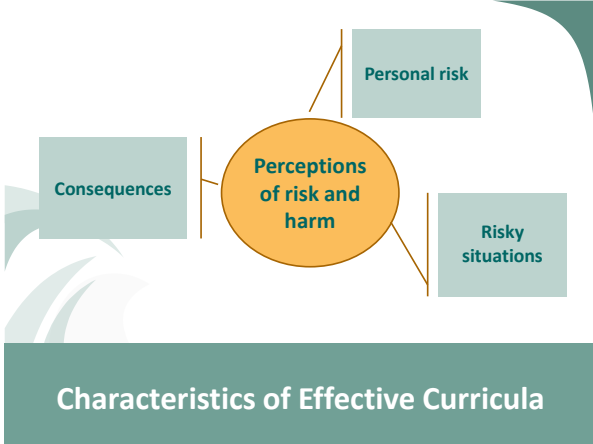 Personal risk
Perceptions
of risk and
harm
Consequences
Risky
situations
Characteristics of Effective Curricula